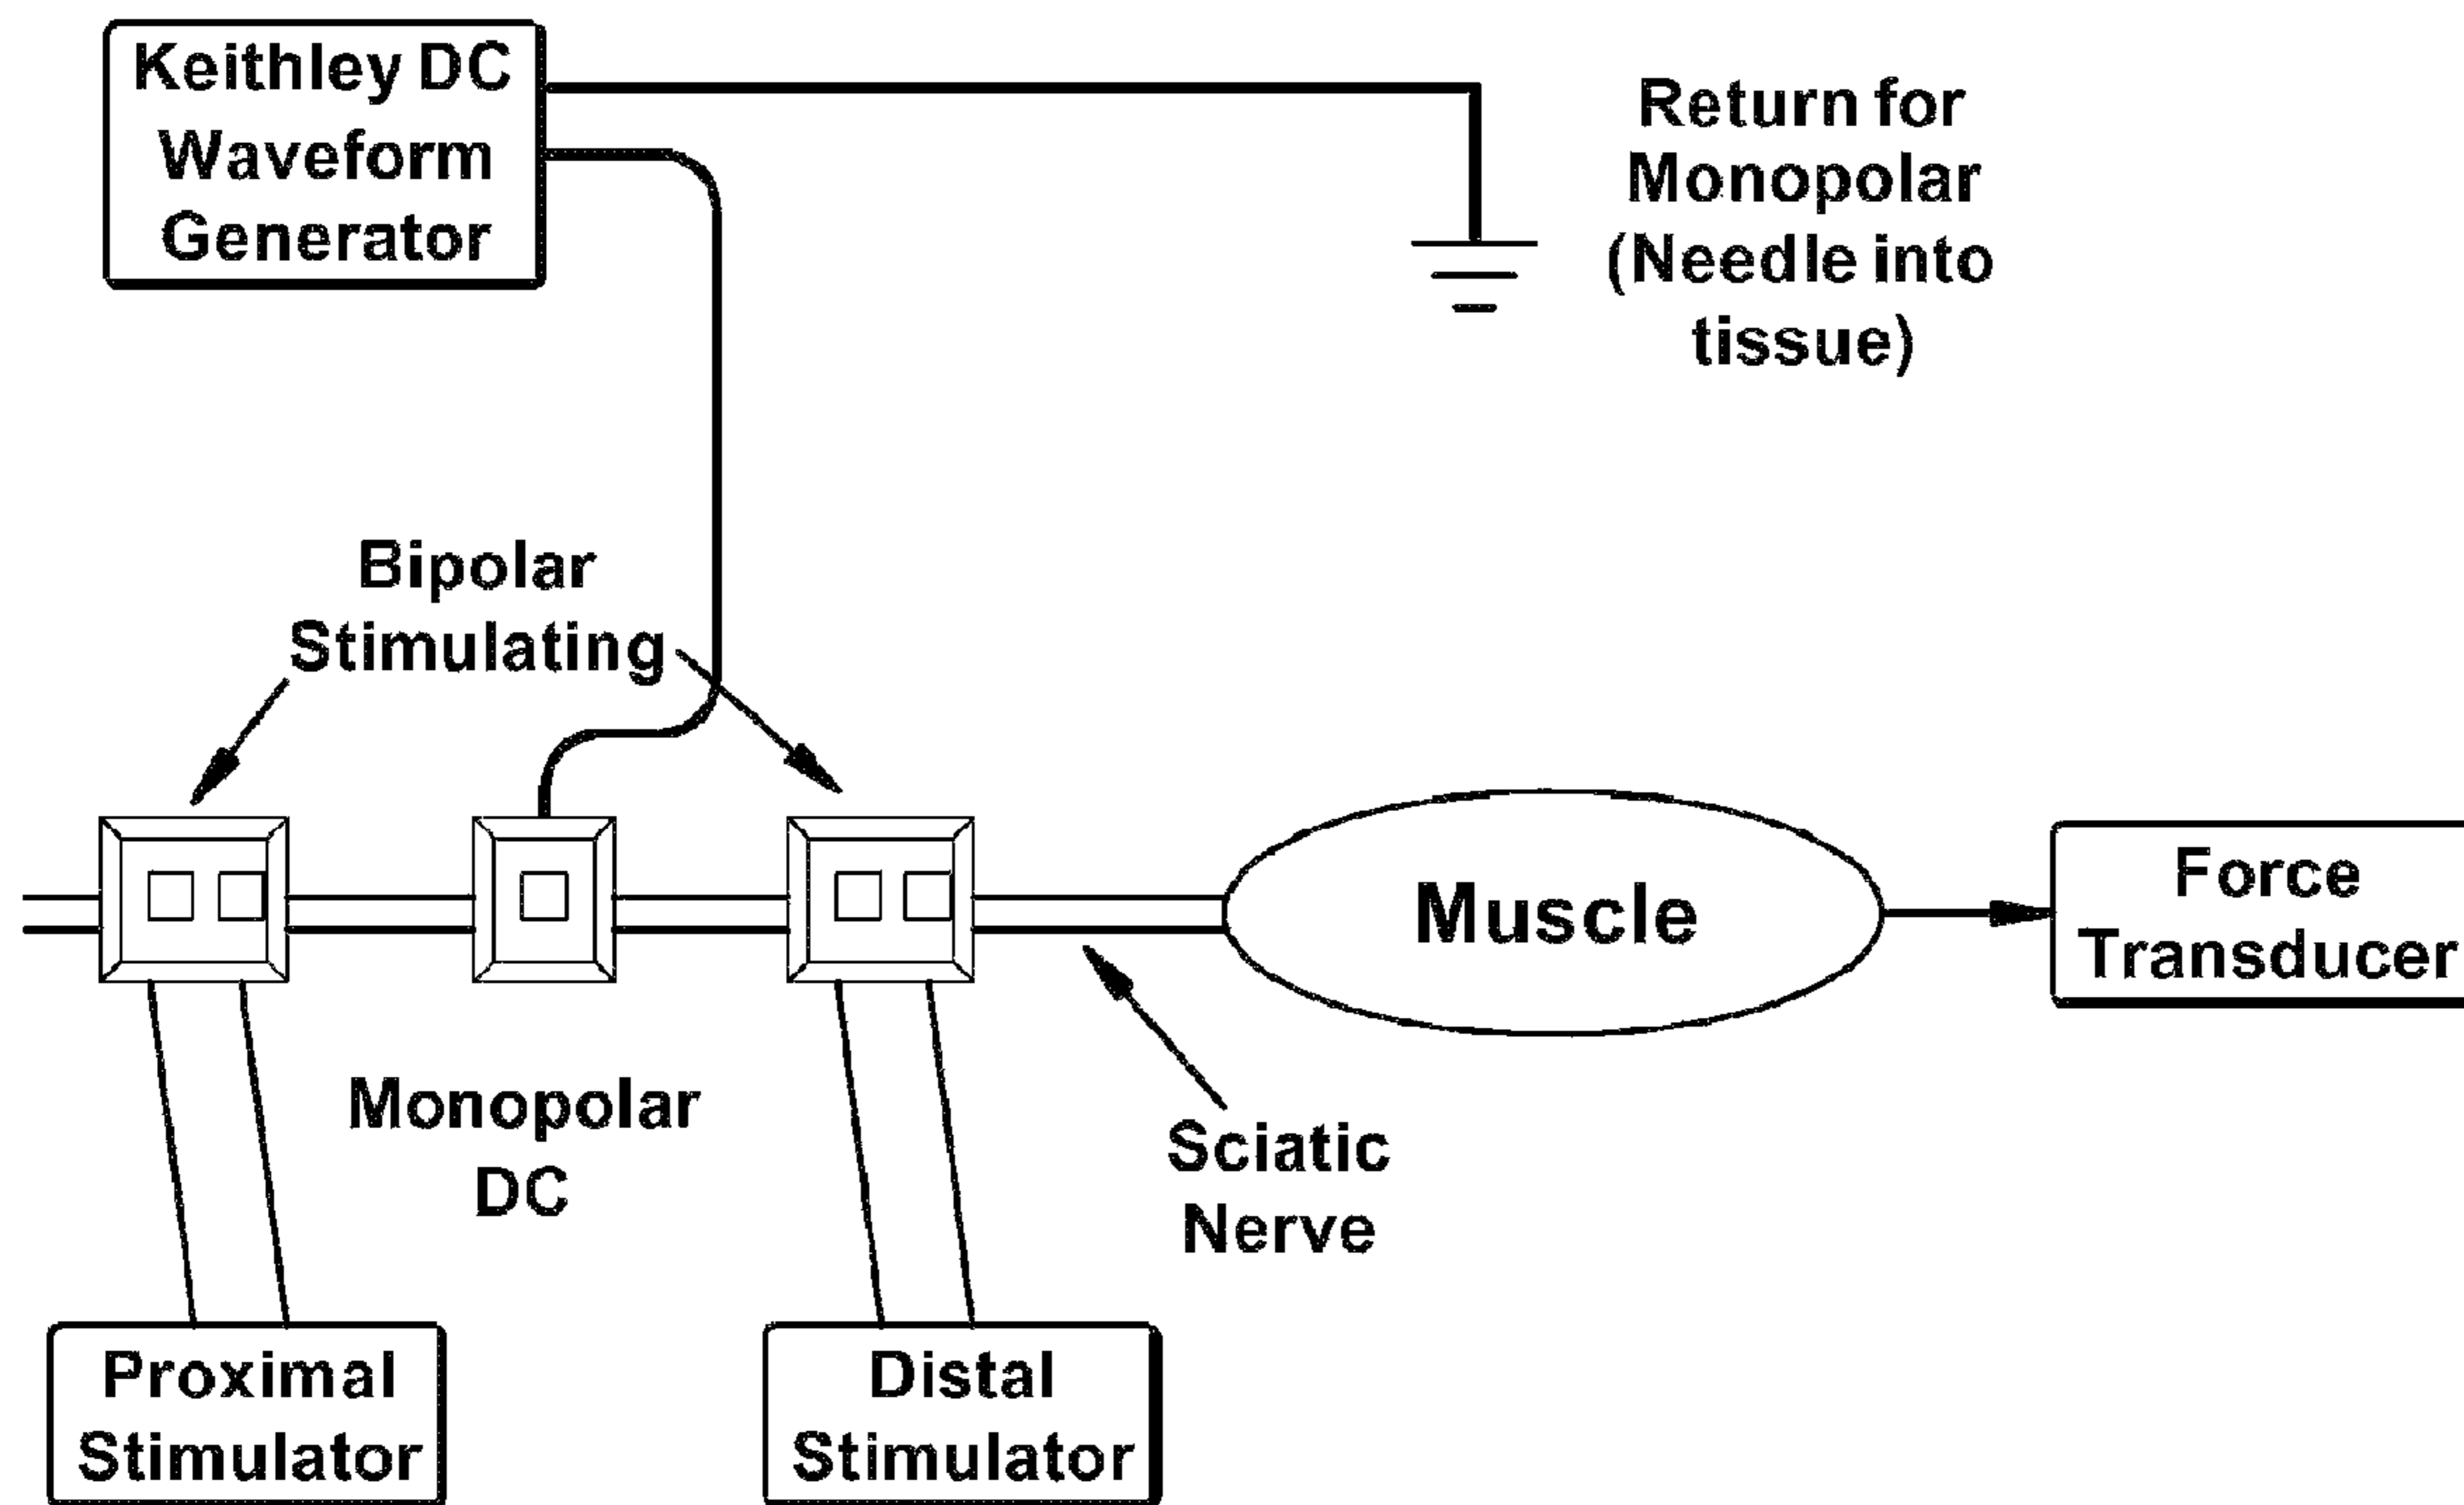 Keithley DC
Waveform
Generator
Return for
Monopolar
(Needle into
tissue)
Bipolar
Stimulating
Muscle
Force
Transducer
Monopolar
DC
Sciatic
Nerve
Proximal
Stimulator
Distal
Stimulator